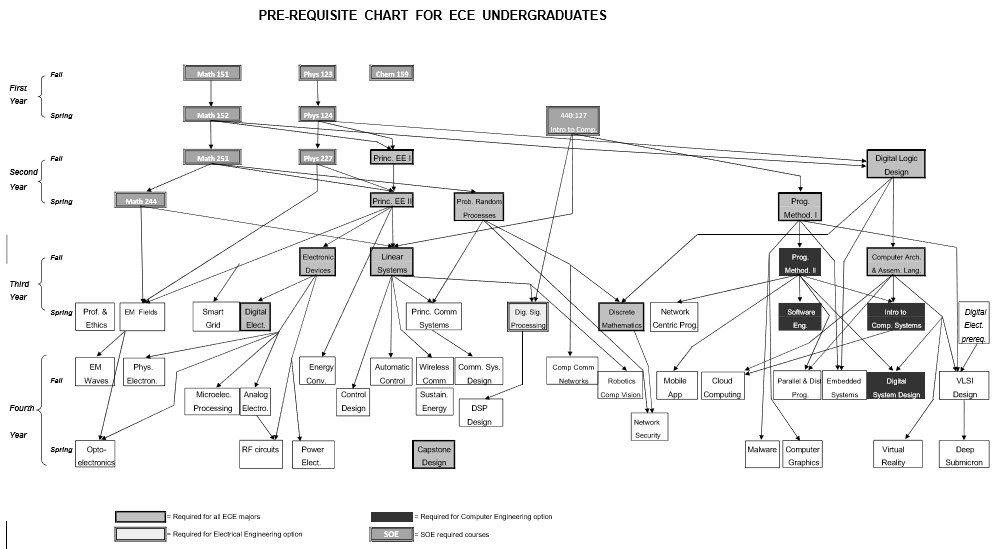 PRE-REQUISITE CHART FOR ECE UNDERGRADUATES
First
Year
Fall
Math 151
Phys 123
Chem 159
Spring
Math 152
Phys 124
440:127
Intro to Comp.
Second
Year
Fall
Math 251
Phys 227
Princ. EE I
Digital Logic
Design
Spring
Math 244
Princ. EE II
Prob. Random
Processes
Prog.
Method. I
Third
Year
Fall
Electronic
Devices
Linear
Systems
Prog.
Method. II
Computer Arch.
& Assem. Lang.
Spring
Prof. &
Ethics
EM Fields
Smart
Grid
Digital
Elect.
Princ. Comm
Systems
Dig. Sig.
Processing
Discrete
Mathematics
Network
Centric Prog.
Software
Eng.
Intro to
Comp. Systems
Digital
Elect.
prereq.
Fourth
Year
Fall
EM
Waves
Phys.
Electron.
Microelec.
Processing
Analog
Electro.
Energy
Conv.
Control
Design
Automatic
Control
Wireless
Comm
Sustain.
Energy
Comm. Sys.
Design
DSP
Design
Comp Comm
Networks
Robotics
Comp.Vision
Network
Security
Mobile
App
Cloud
Computing
Parallel & Dist
Prog.
Embedded
Systems
Digital
System Design
VLSI
Design
Spring
Opto-
electronics
RF circuits
Power
Elect.
Capstone
Design
Malware
Computer
Graphics
Virtual
Reality
Deep
Submicron
= Required for all ECE majors
= Required for Computer Engineering option
= Required for Electrical Engineering option
SOE
= SOE required courses